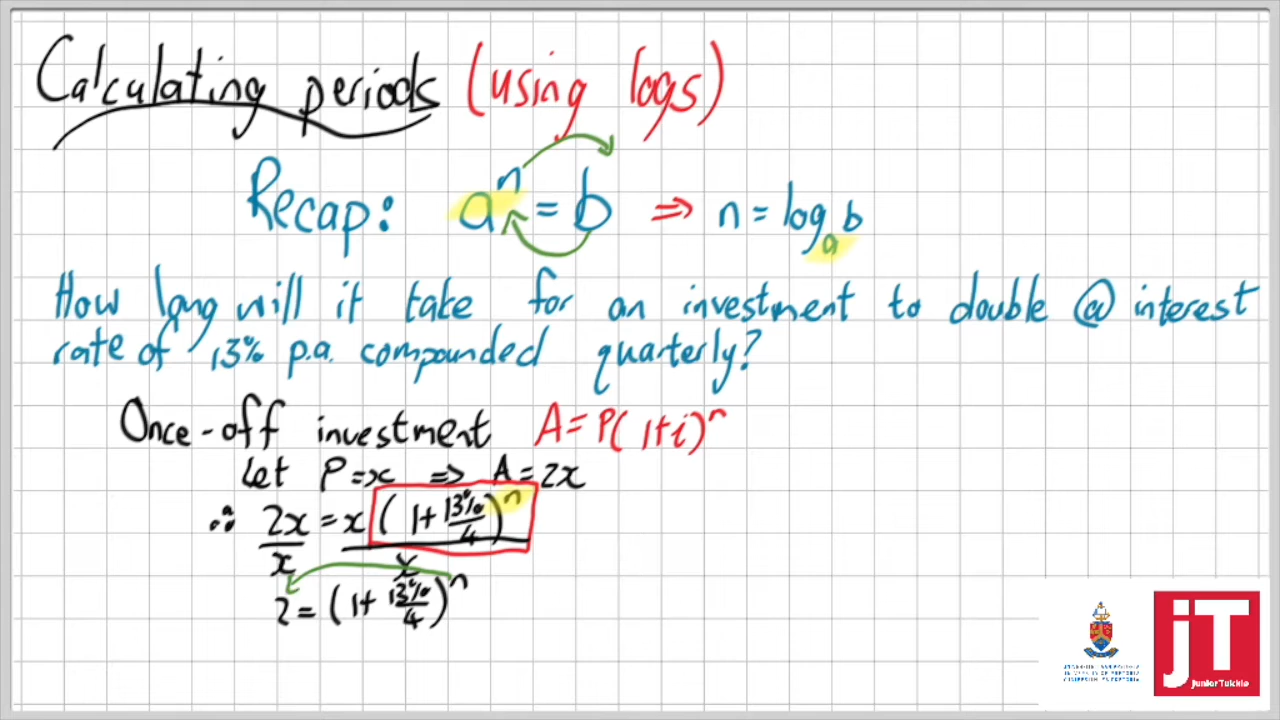 Calculating periods (using logs)
Recap: aⁿ = b ⇒ n = logₐ b
How long will it take for an investment to double @ interest
rate of 13% p.a. compounded quarterly?
Once-off investment A = P(1+i)ⁿ
Let P = x ⇒ A = 2x
∴ 2x/x = x(1 + 13%/4)ⁿ/x
2 = (1 + 13%/4)ⁿ
jT
Junior Tukkie